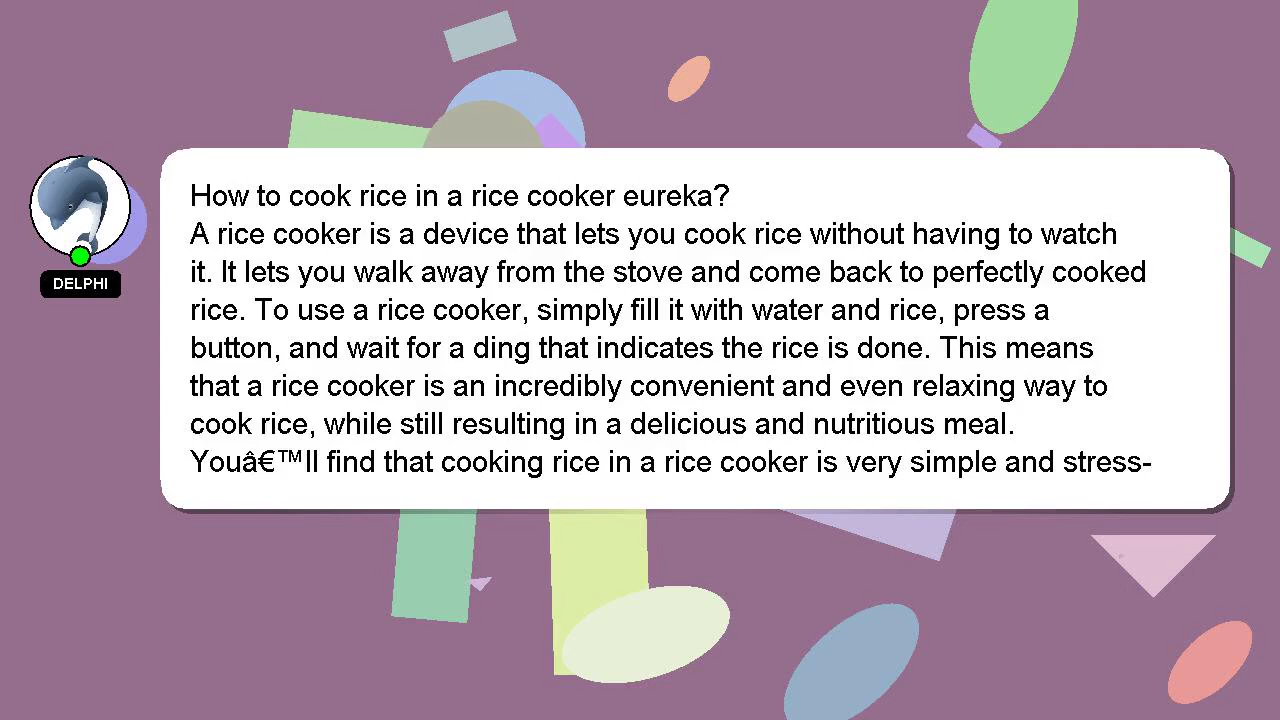 DELPHI
How to cook rice in a rice cooker eureka?
A rice cooker is a device that lets you cook rice without having to watch
it. It lets you walk away from the stove and come back to perfectly cooked
rice. To use a rice cooker, simply fill it with water and rice, press a
button, and wait for a ding that indicates the rice is done. This means
that a rice cooker is an incredibly convenient and even relaxing way to
cook rice, while still resulting in a delicious and nutritious meal.
Youâ€™ll find that cooking rice in a rice cooker is very simple and stress-